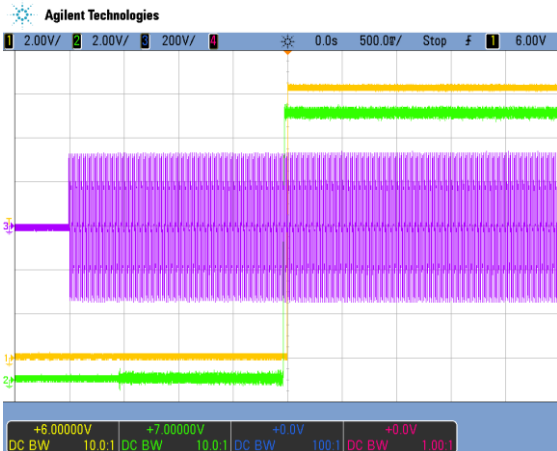 Agilent Technologies
1 2.00V/ 2 2.00V/ 3 200V/ 4 0.0s 500.0▼/ Stop 1 6.00V
3
1
2
+6.00000V +7.00000V +0.0V +0.0V
DC BW 10.0:1 DC BW 10.0:1 DC BW 100:1 DC BW 1.00:1